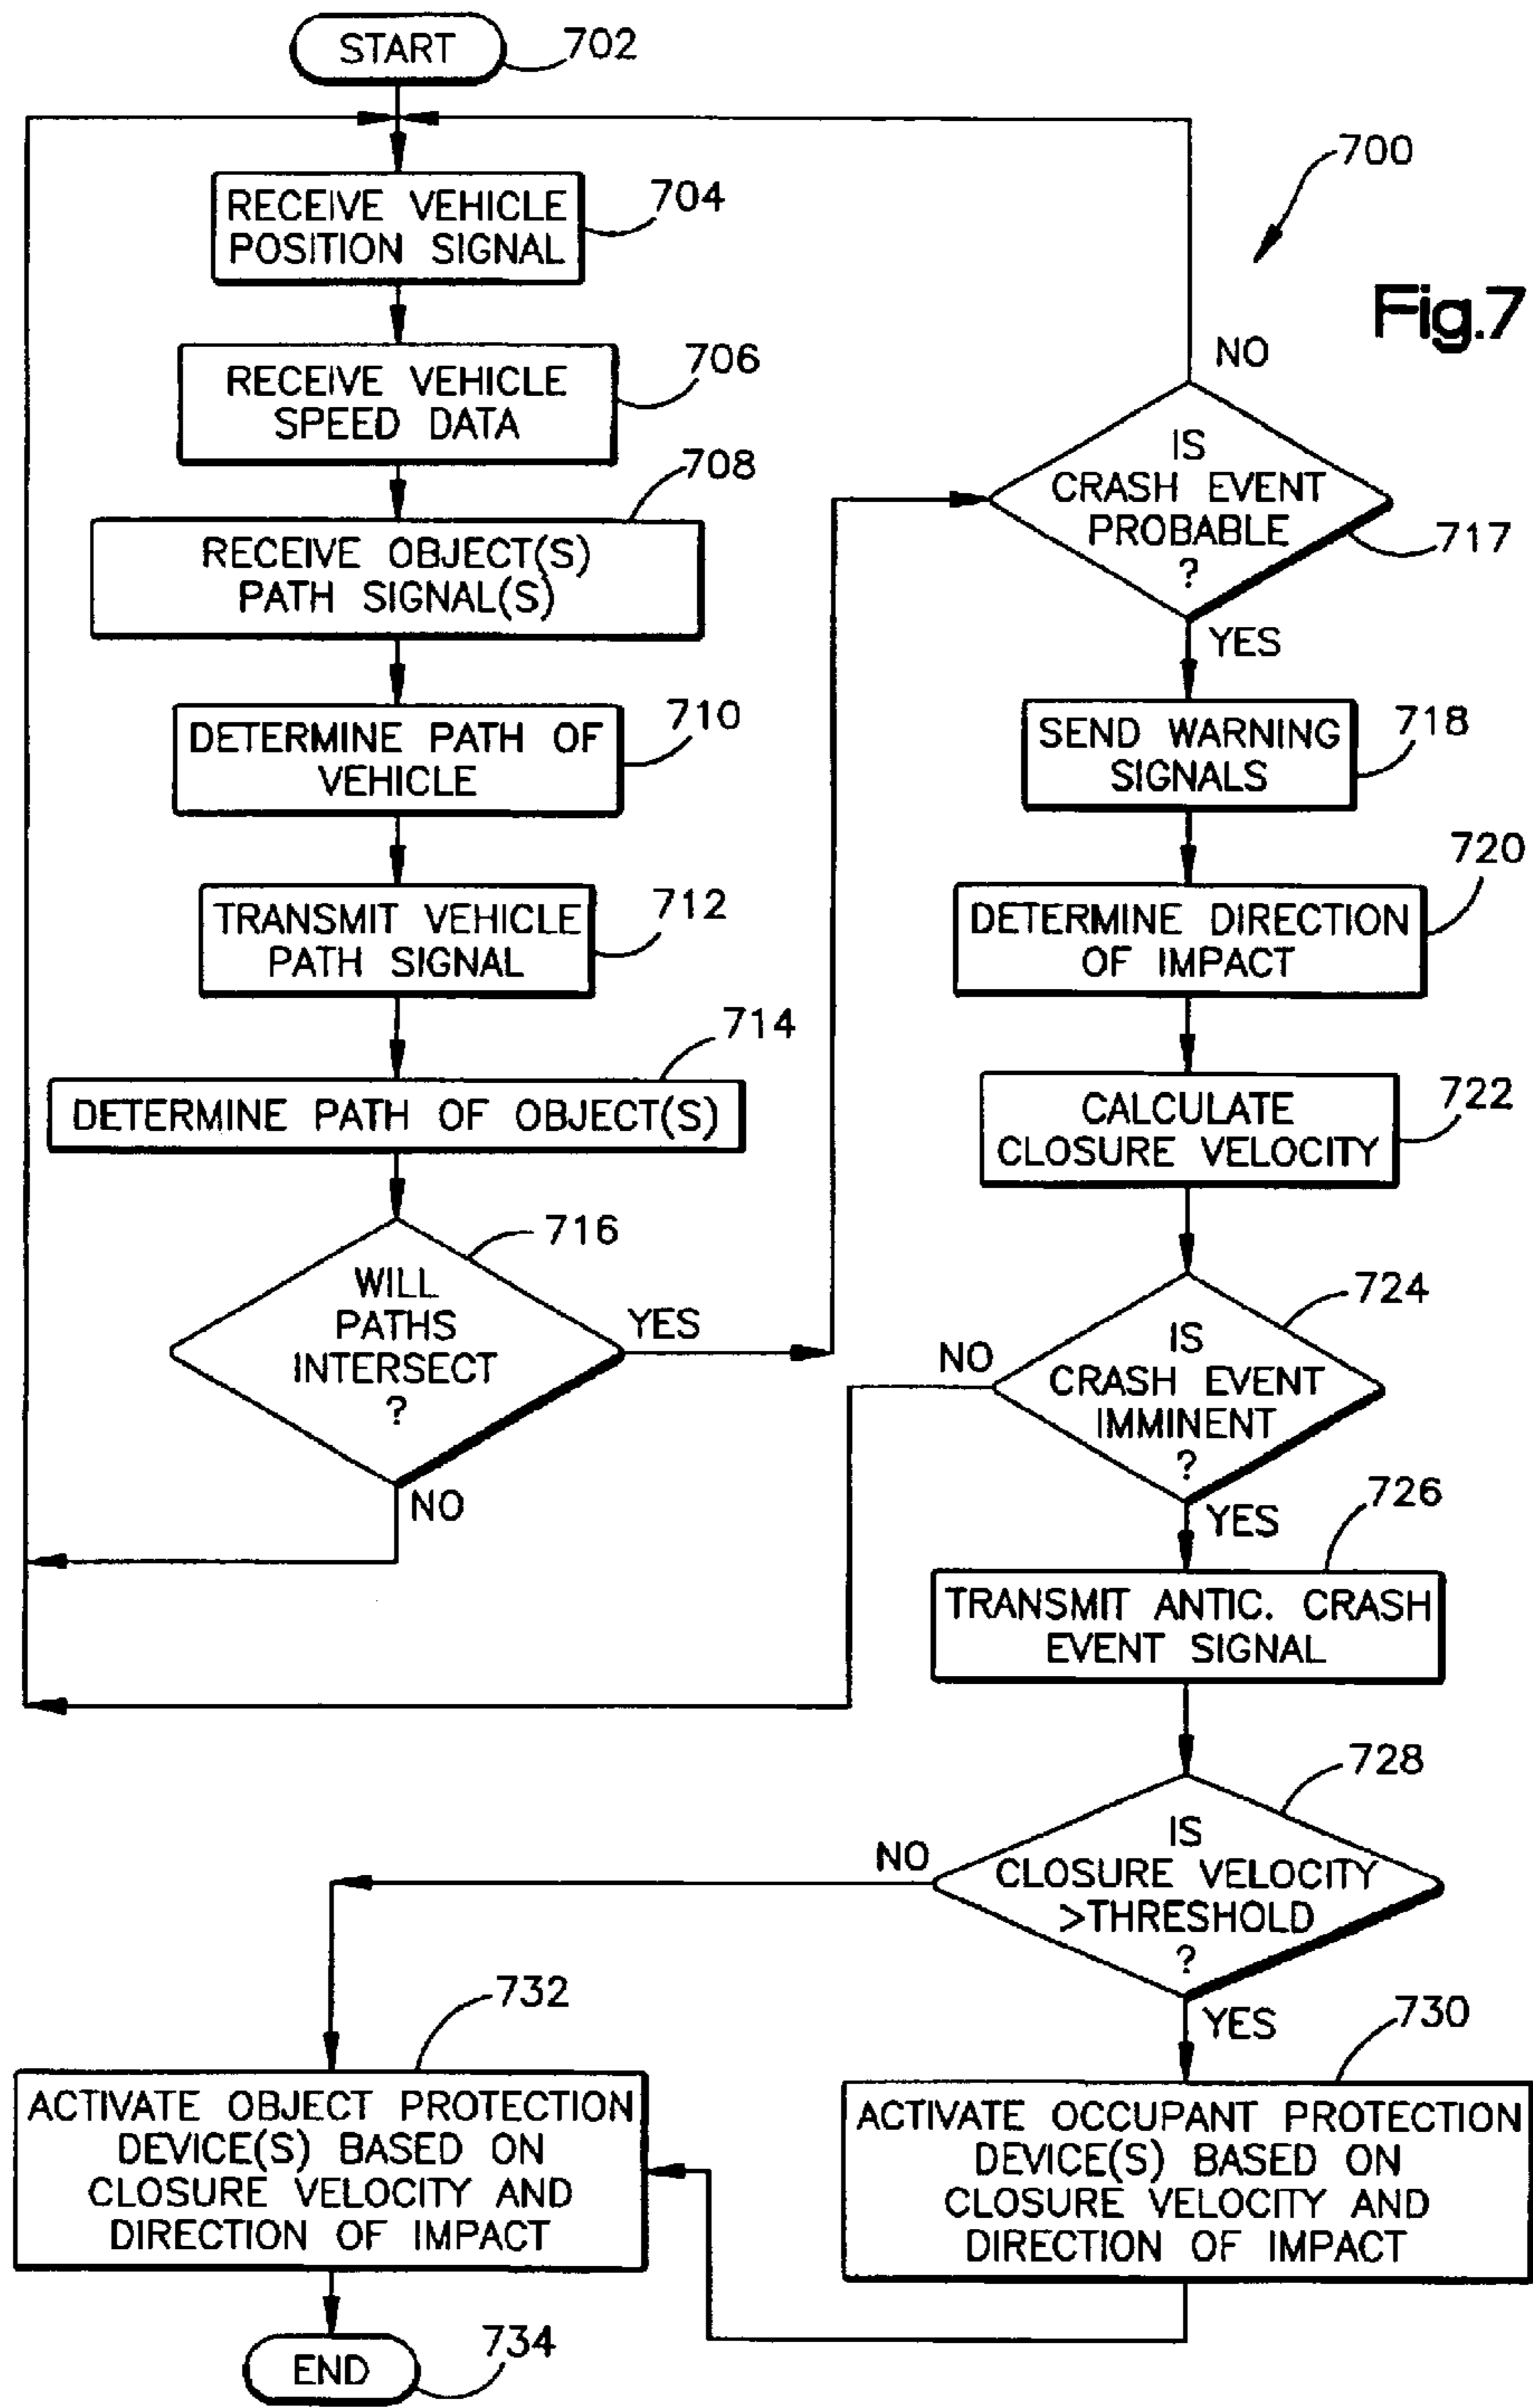 START
702
700
Fig.7
RECEIVE VEHICLE
POSITION SIGNAL
704
RECEIVE VEHICLE
SPEED DATA
706
RECEIVE OBJECT(S)
PATH SIGNAL(S)
708
DETERMINE PATH OF
VEHICLE
710
TRANSMIT VEHICLE
PATH SIGNAL
712
DETERMINE PATH OF OBJECT(S)
714
WILL
PATHS
INTERSECT
?
716
YES
NO
IS
CRASH EVENT
PROBABLE
?
717
NO
YES
SEND WARNING
SIGNALS
718
DETERMINE DIRECTION
OF IMPACT
720
CALCULATE
CLOSURE VELOCITY
722
IS
CRASH EVENT
IMMINENT
?
724
NO
YES
TRANSMIT ANTIC. CRASH
EVENT SIGNAL
726
IS
CLOSURE VELOCITY
>THRESHOLD
?
728
NO
YES
ACTIVATE OCCUPANT PROTECTION
DEVICE(S) BASED ON
CLOSURE VELOCITY AND
DIRECTION OF IMPACT
730
ACTIVATE OBJECT PROTECTION
DEVICE(S) BASED ON
CLOSURE VELOCITY AND
DIRECTION OF IMPACT
732
END
734